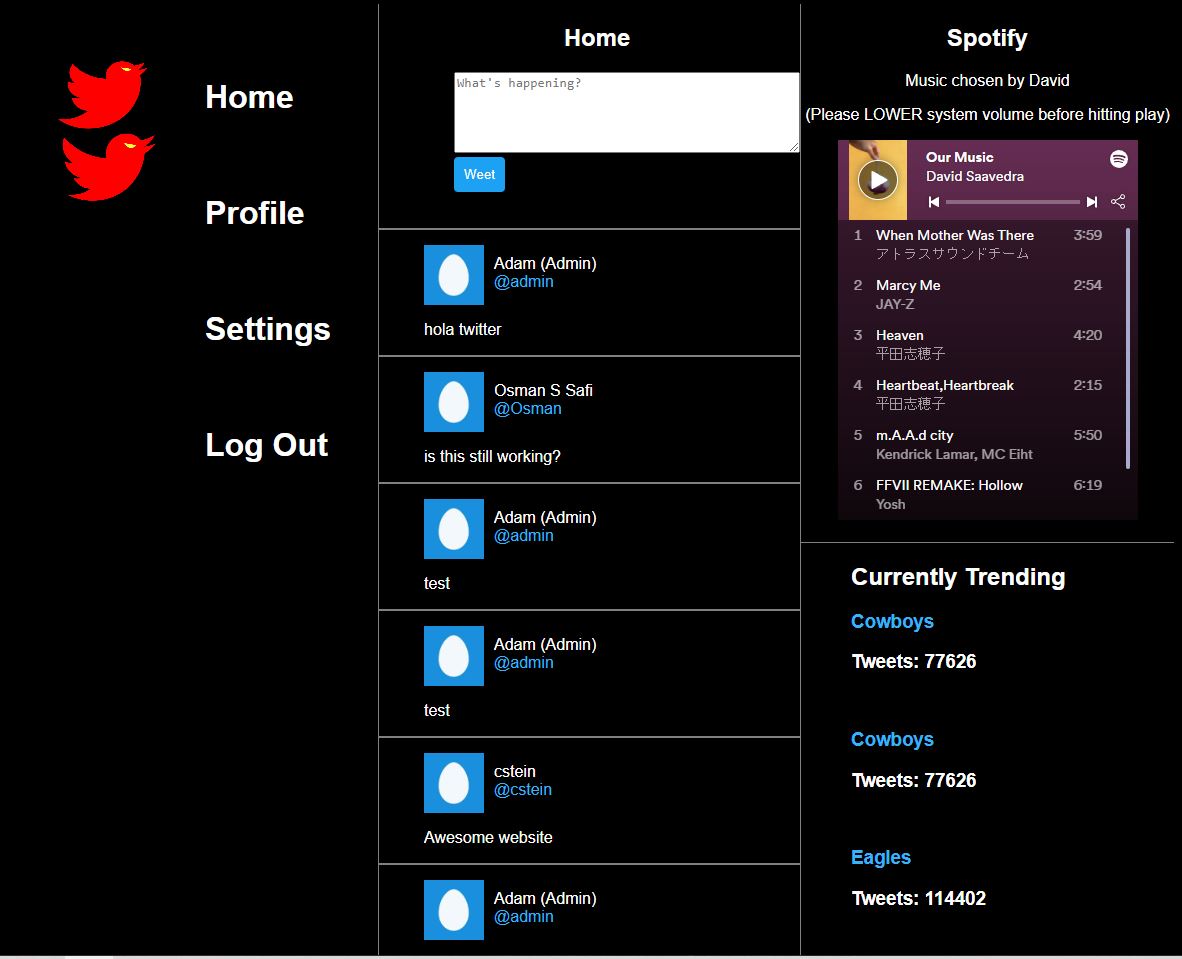 Home
Profile
Settings
Log Out
Home
What's happening?
Weet
Adam (Admin)
@admin
hola twitter
Osman S Safi
@Osman
is this still working?
Adam (Admin)
@admin
test
Adam (Admin)
@admin
test
cstein
@cstein
Awesome website
Adam (Admin)
@admin
Spotify
Music chosen by David
(Please LOWER system volume before hitting play)
Our Music
David Saavedra
1 When Mother Was There 3:59
アトラスサウンドチーム
2 Marcy Me 2:54
JAY-Z
3 Heaven 4:20
平田志穂子
4 Heartbeat,Heartbreak 2:15
平田志穂子
5 m.A.A.d city 5:50
Kendrick Lamar, MC Eiht
6 FFVII REMAKE: Hollow 6:19
Yosh
Currently Trending
Cowboys
Tweets: 77626
Cowboys
Tweets: 77626
Eagles
Tweets: 114402